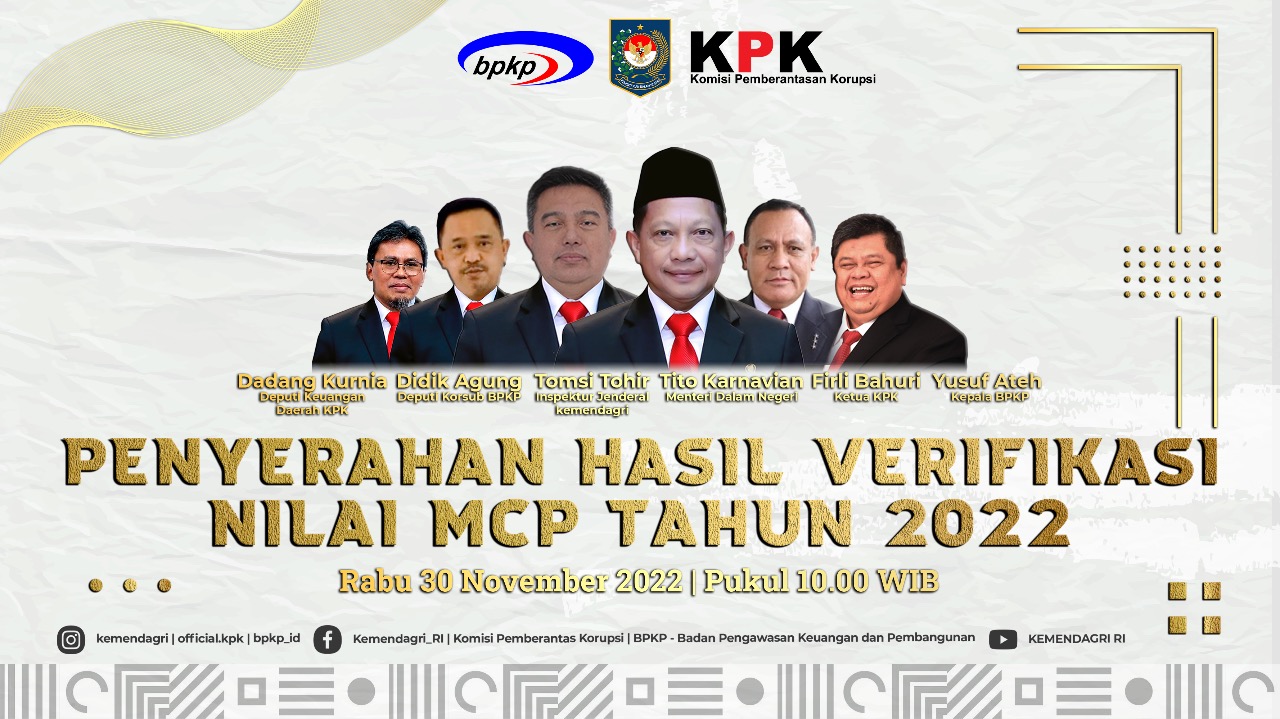 bpkp
KPK
Komisi Pemberantasan Korupsi
Dadang Kurnia
Deputi Keuangan
Daerah KPK
Didik Agung
Deputi Korsub BPKP
Tomsi Tohir
Inspektur Jenderal
kemendagri
Tito Karnavian
Menteri Dalam Negeri
Firli Bahuri
Ketua KPK
Yusuf Ateh
Kepala BPKP
PENYERAHAN HASIL VERIFIKASI
NILAI MCP TAHUN 2022
Rabu 30 November 2022 | Pukul 10.00 WIB
kemendagri | official.kpk | bpkp_id
Kemendagri_RI | Komisi Pemberantas Korupsi | BPKP - Badan Pengawasan Keuangan dan Pembangunan
KEMENDAGRI RI